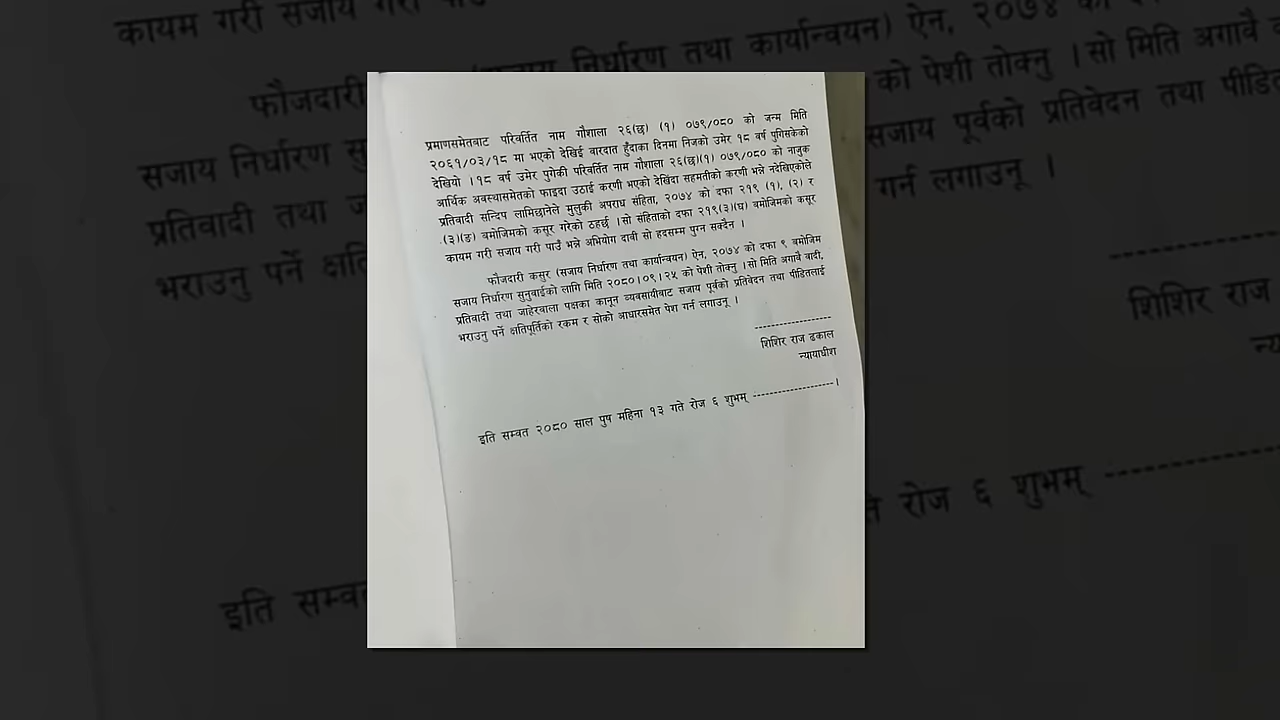 प्रमाणसमेतबाट परिवर्तित नाम गौशाला २६(छ) (१) ०७९/०८० को जन्म मिति
२०६१/०३/१८ मा भएको देखिई वारदात हुँदाका दिनमा निजको उमेर १८ वर्ष पुगिसकेको
देखियो । १८ वर्ष उमेर पुगेकी परिवर्तित नाम गौशाला २६(छ)(१) ०७९/०८० को नाजुक
आर्थिक अवस्थासमेतको फाइदा उठाई करणी भएको देखिंदा सहमतीको करणी भन्ने नदेखिएकोले
प्रतिवादी सन्दिप लामिछानेले मुलुकी अपराध संहिता, २०७४ को दफा २१९ (१), (२) र
(३)(ङ) बमोजिमको कसूर गरेको ठहर्छ । सो संहिताको दफा २१९(३)(घ) बमोजिमको कसूर
कायम गरी सजाय गरी पाउँ भन्ने अभियोग दावी सो हदसम्म पुग्न सक्दैन ।
फौजदारी कसुर (सजाय निर्धारण तथा कार्यान्वयन) ऐन, २०७४ को दफा ९ बमोजिम
सजाय निर्धारण सुनुवाईको लागि मिति २०८०।०९।२५ को पेशी तोक्नु । सो मिति अगावै वादी,
प्रतिवादी तथा जाहेरवाला पक्षका कानून व्यवसायीबाट सजाय पूर्वको प्रतिवेदन तथा पीडितलाई
भराउनु पर्ने क्षतिपूर्तिको रकम र सोको आधारसमेत पेश गर्न लगाउनू ।
-------------------
शिशिर राज ढकाल
न्यायाधीश
इति सम्वत २०८० साल पुष महिना १३ गते रोज ६ शुभम् --------------------।